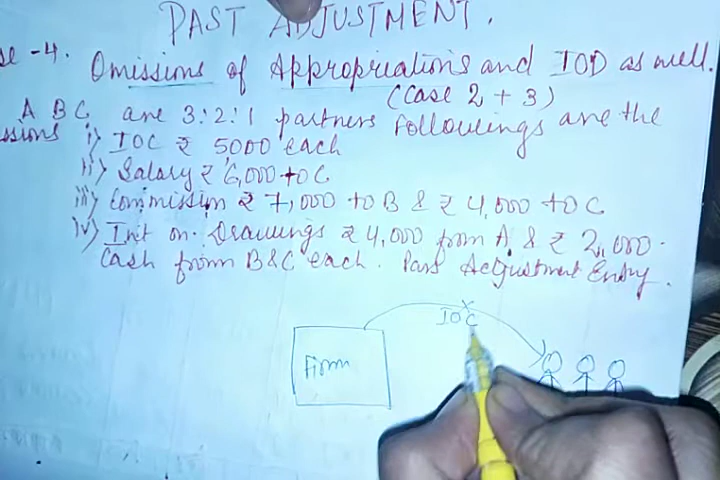 PAST ADJUSTMENT.
se-4. Omissions of Appropriations and IOD as well.
(Case 2 + 3)
A B C are 3:2:1 partners followings are the
ssions i) IOC ₹ 5000 each
ii) Salary ₹ 6,000 to C
iii) Commission ₹ 7,000 to B & ₹ 4,000 to C
iv) Int on Drawings ₹ 4,000 from A & ₹ 2,000.
Cash from B & C each. Pass Adjustment Entry.
IOC
Firm